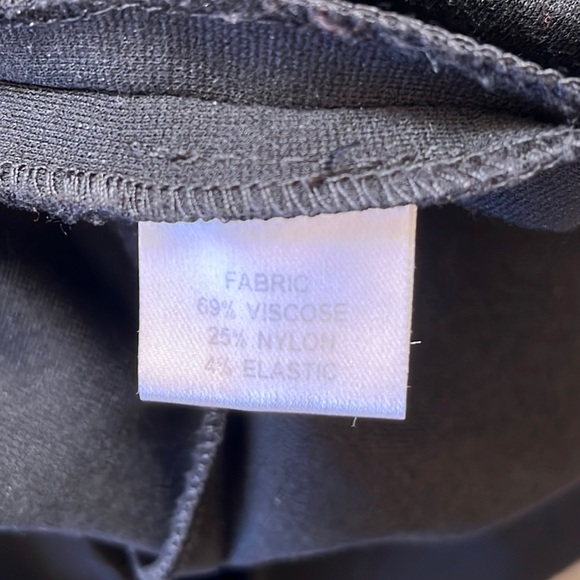 FABRIC
69% VISCOSE
25% NYLON
4% ELASTIC